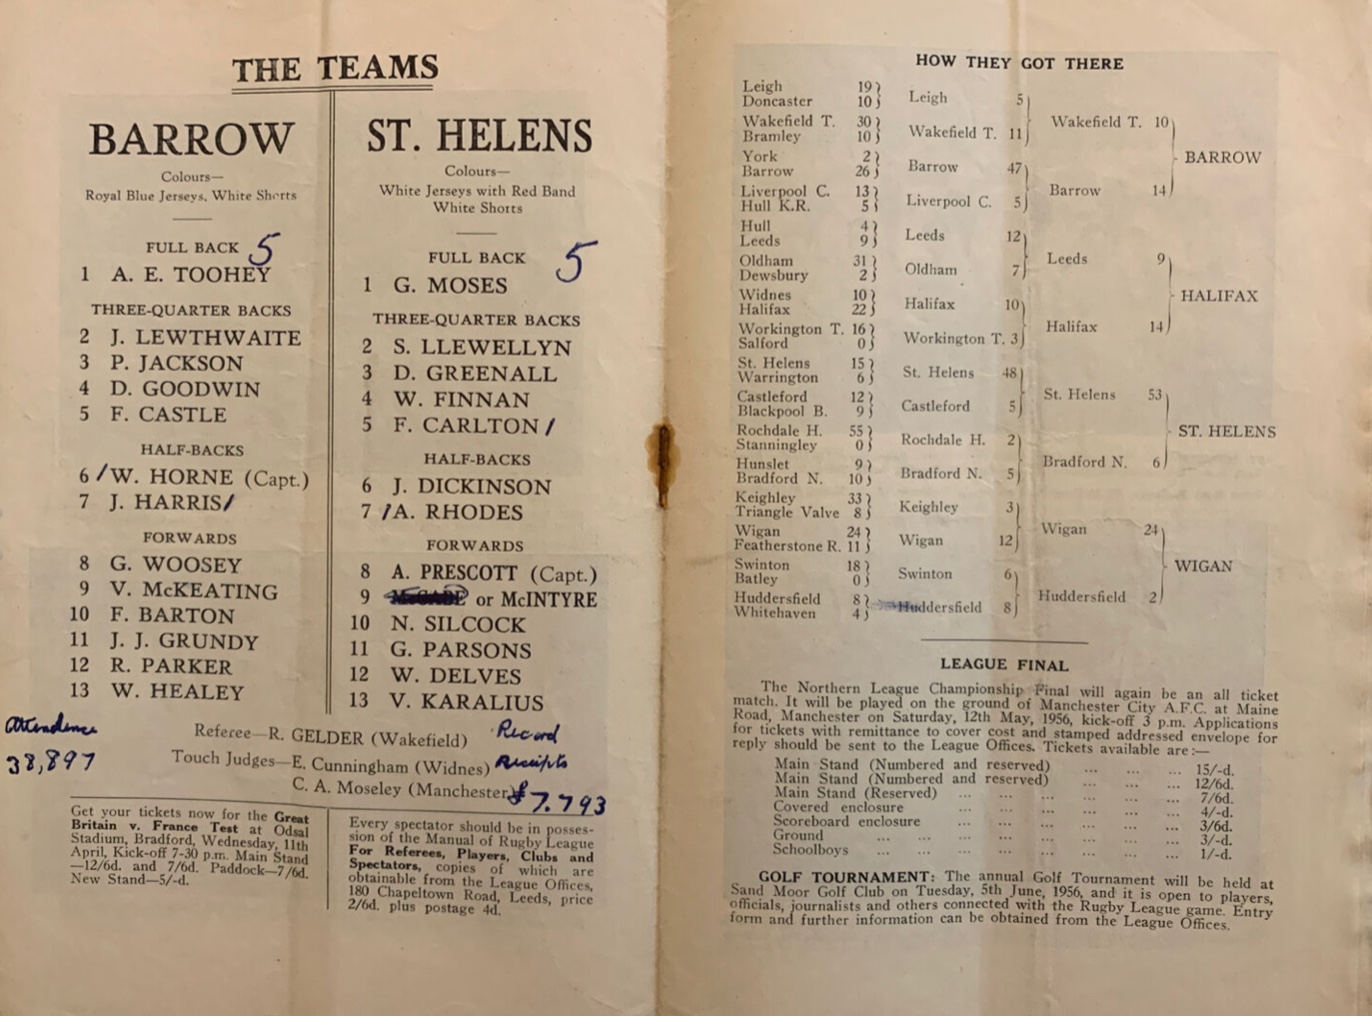 THE TEAMS
BARROW
Colours—
Royal Blue Jerseys, White Shorts
FULL BACK 5
1 A. E. TOOHEY
THREE-QUARTER BACKS
2 J. LEWTHWAITE
3 P. JACKSON
4 D. GOODWIN
5 F. CASTLE
HALF-BACKS
6 / W. HORNE (Capt.)
7 J. HARRIS /
FORWARDS
8 G. WOOSEY
9 V. McKEATING
10 F. BARTON
11 J. J. GRUNDY
12 R. PARKER
13 W. HEALEY
ST. HELENS
Colours—
White Jerseys with Red Band
White Shorts
FULL BACK 5
1 G. MOSES
THREE-QUARTER BACKS
2 S. LLEWELLYN
3 D. GREENALL
4 W. FINNAN
5 F. CARLTON /
HALF-BACKS
6 J. DICKINSON
7 / A. RHODES
FORWARDS
8 A. PRESCOTT (Capt.)
9 or McINTYRE
10 N. SILCOCK
11 G. PARSONS
12 W. DELVES
13 V. KARALIUS
Attendence
38,897
Referee—R. GELDER (Wakefield)
Touch Judges—E. Cunningham (Widnes)
C. A. Moseley (Manchester)
Record
Receipts
£7.793
Get your tickets now for the Great
Britain v. France Test at Odsal
Stadium, Bradford, Wednesday, 11th
April, Kick-off 7-30 p.m. Main Stand
—12/6d. and 7/6d. Paddock—7/6d.
New Stand—5/-d.
Every spectator should be in posses-
sion of the Manual of Rugby League
For Referees, Players, Clubs and
Spectators, copies of which are
obtainable from the League Offices,
180 Chapeltown Road, Leeds, price
2/6d. plus postage 4d.
HOW THEY GOT THERE
Leigh 19
Doncaster 10
Wakefield T. 30
Bramley 10
York 2
Barrow 26
Liverpool C. 13
Hull K.R. 5
Hull 4
Leeds 9
Oldham 31
Dewsbury 2
Widnes 10
Halifax 22
Workington T. 16
Salford 0
St. Helens 15
Warrington 6
Castleford 12
Blackpool B. 9
Rochdale H. 55
Stanningley 0
Hunslet 9
Bradford N. 10
Keighley 33
Triangle Valve 8
Wigan 24
Featherstone R. 11
Swinton 18
Batley 0
Huddersfield 8
Whitehaven 4
Leigh 5
Wakefield T. 11
Barrow 47
Liverpool C. 5
Leeds 12
Oldham 7
Halifax 10
Workington T. 3
St. Helens 48
Castleford 5
Rochdale H. 2
Bradford N. 5
Keighley 3
Wigan 12
Swinton 6
Huddersfield 8
Wakefield T. 10
Barrow 14
Leeds 9
Halifax 14
St. Helens 53
Bradford N. 6
Wigan 24
Huddersfield 2
BARROW
HALIFAX
ST. HELENS
WIGAN
LEAGUE FINAL
The Northern League Championship Final will again be an all ticket
match. It will be played on the ground of Manchester City A.F.C. at Maine
Road, Manchester on Saturday, 12th May, 1956, kick-off 3 p.m. Applications
for tickets with remittance to cover cost and stamped addressed envelope for
reply should be sent to the League Offices. Tickets available are:—
Main Stand (Numbered and reserved) ... ... ... 15/-d.
Main Stand (Numbered and reserved) ... ... ... 12/6d.
Main Stand (Reserved) ... ... ... ... ... ... 7/6d.
Covered enclosure ... ... ... ... ... ... 4/-d.
Scoreboard enclosure ... ... ... ... ... ... 3/6d.
Ground ... ... ... ... ... ... ... 3/-d.
Schoolboys ... ... ... ... ... ... ... 1/-d.
GOLF TOURNAMENT: The annual Golf Tournament will be held at
Sand Moor Golf Club on Tuesday, 5th June, 1956, and it is open to players,
officials, journalists and others connected with the Rugby League game. Entry
form and further information can be obtained from the League Offices.